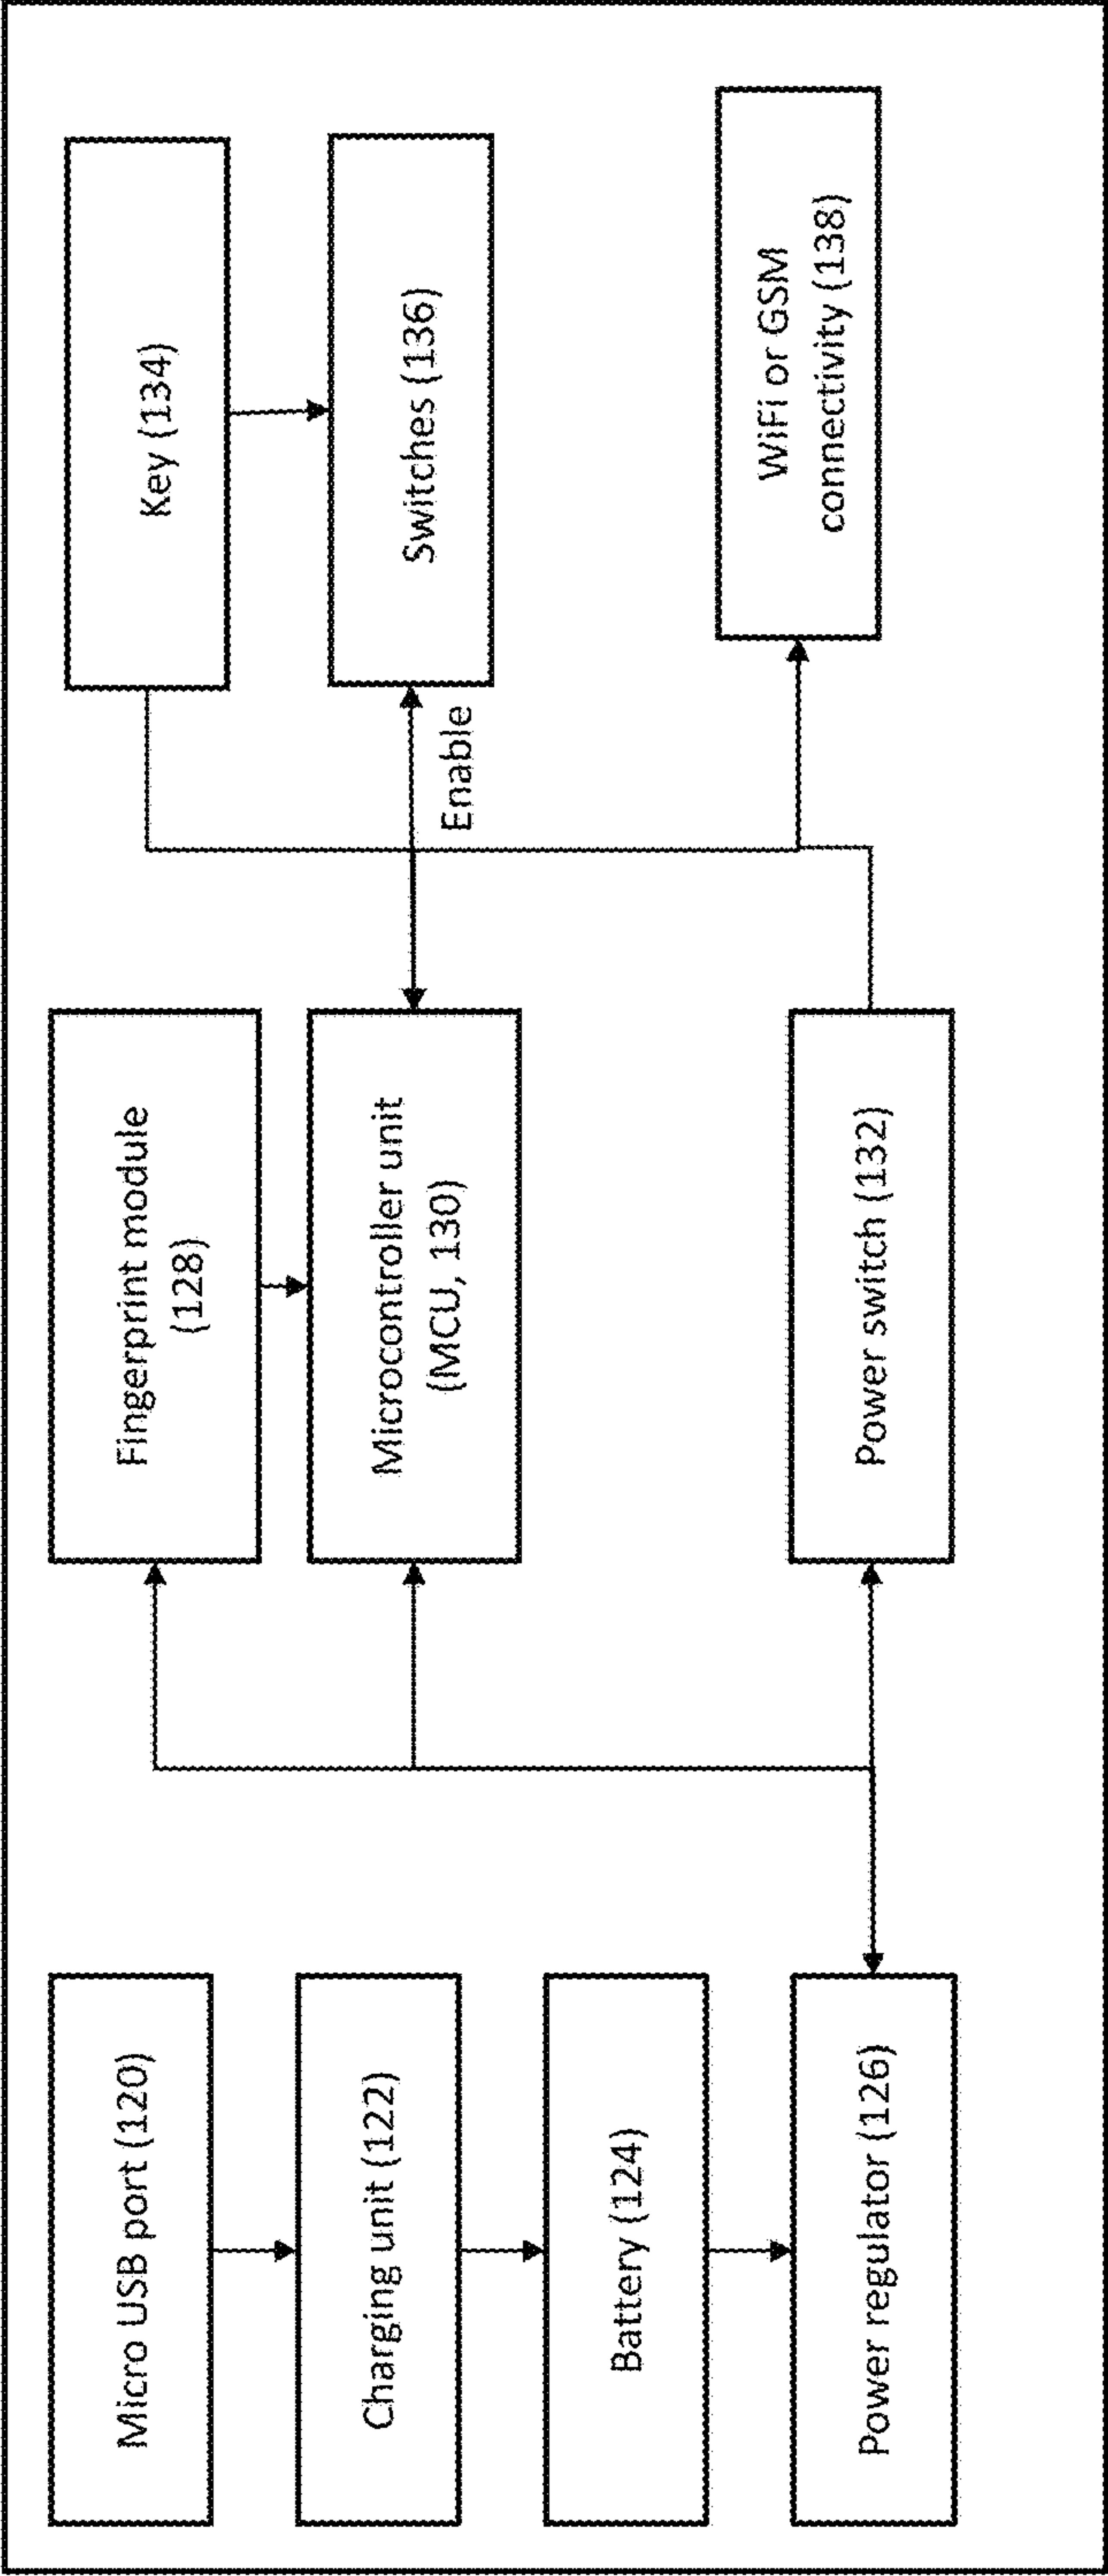 Micro USB port (120)
Charging unit (122)
Battery (124)
Power regulator (126)
Fingerprint module
(128)
Microcontroller unit
(MCU, 130)
Power switch (132)
Key (134)
Switches (136)
Enable
WiFi or GSM
connectivity (138)